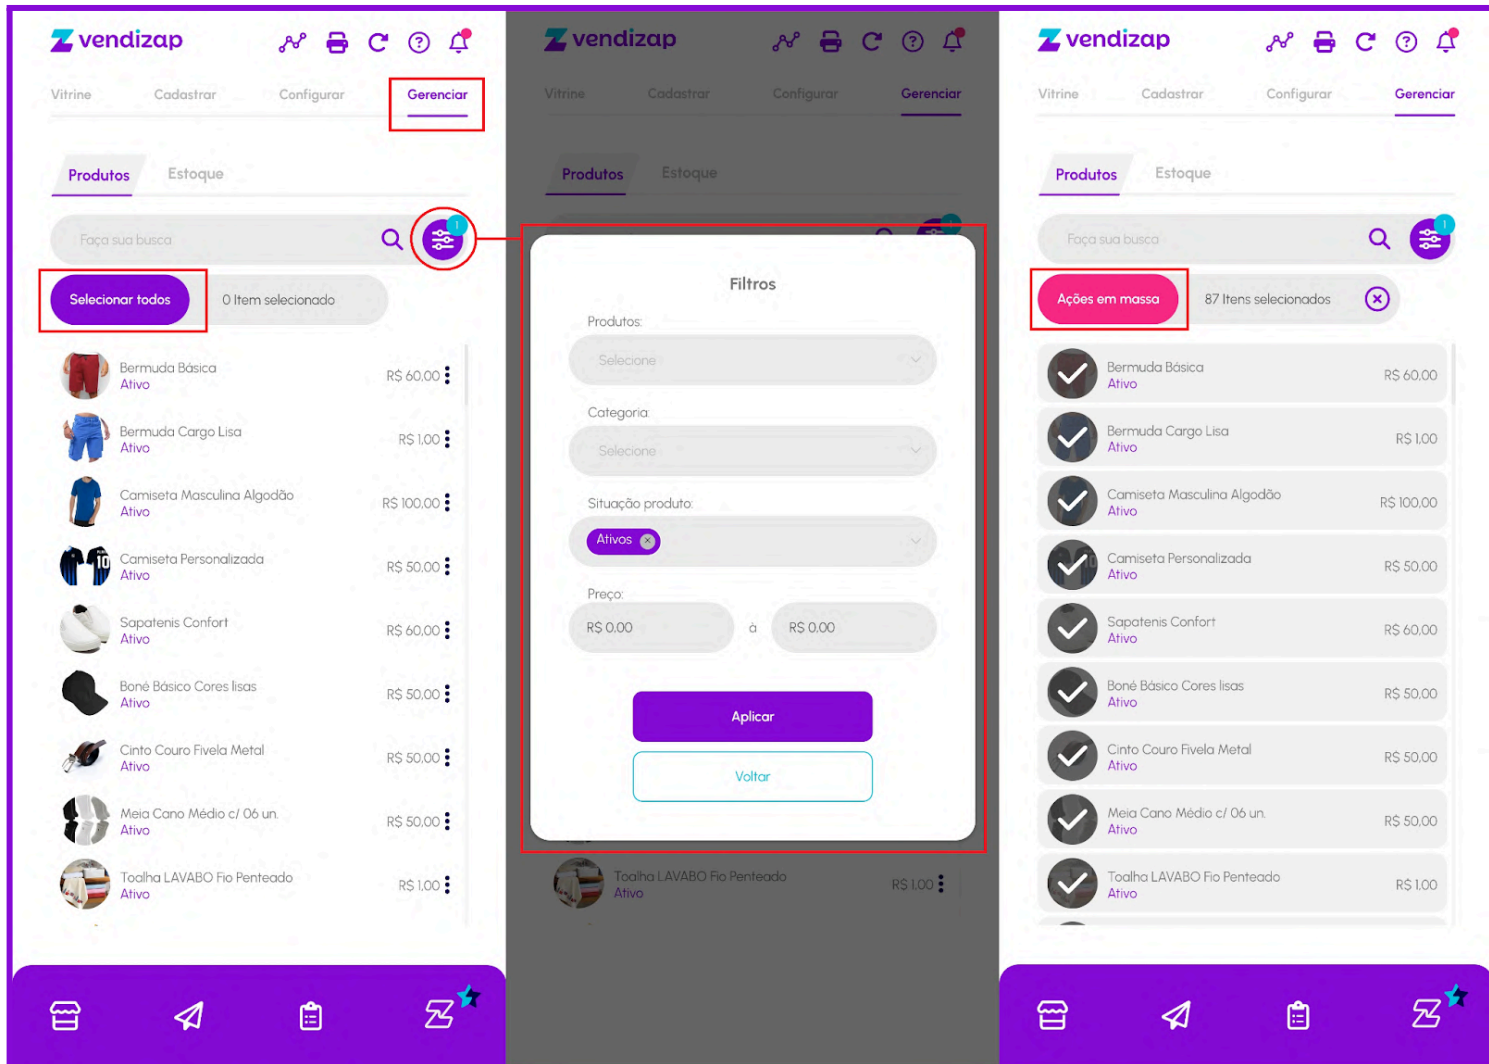 vendizap
Vitrine Cadastrar Configurar Gerenciar
Produtos Estoque
Faça sua busca
1
Selecionar todos 0 Item selecionado
Bermuda Básica
Ativo
R$ 60,00
Bermuda Cargo Lisa
Ativo
R$ 1,00
Camiseta Masculina Algodão
Ativo
R$ 100,00
Camiseta Personalizada
Ativo
R$ 50,00
Sapatenis Confort
Ativo
R$ 60,00
Boné Básico Cores lisas
Ativo
R$ 50,00
Cinto Couro Fivela Metal
Ativo
R$ 50,00
Meia Cano Médio c/ 06 un.
Ativo
R$ 50,00
Toalha LAVABO Fio Penteado
Ativo
R$ 1,00
vendizap
Vitrine Cadastrar Configurar Gerenciar
Produtos Estoque
Filtros
Produtos:
Selecione
Categoria:
Selecione
Situação produto:
Ativos
Preço:
R$ 0,00 à R$ 0,00
Aplicar
Voltar
Toalha LAVABO Fio Penteado
Ativo
R$ 1,00
vendizap
Vitrine Cadastrar Configurar Gerenciar
Produtos Estoque
Faça sua busca
1
Ações em massa 87 Itens selecionados
Bermuda Básica
Ativo
R$ 60,00
Bermuda Cargo Lisa
Ativo
R$ 1,00
Camiseta Masculina Algodão
Ativo
R$ 100,00
Camiseta Personalizada
Ativo
R$ 50,00
Sapatenis Confort
Ativo
R$ 60,00
Boné Básico Cores lisas
Ativo
R$ 50,00
Cinto Couro Fivela Metal
Ativo
R$ 50,00
Meia Cano Médio c/ 06 un.
Ativo
R$ 50,00
Toalha LAVABO Fio Penteado
Ativo
R$ 1,00